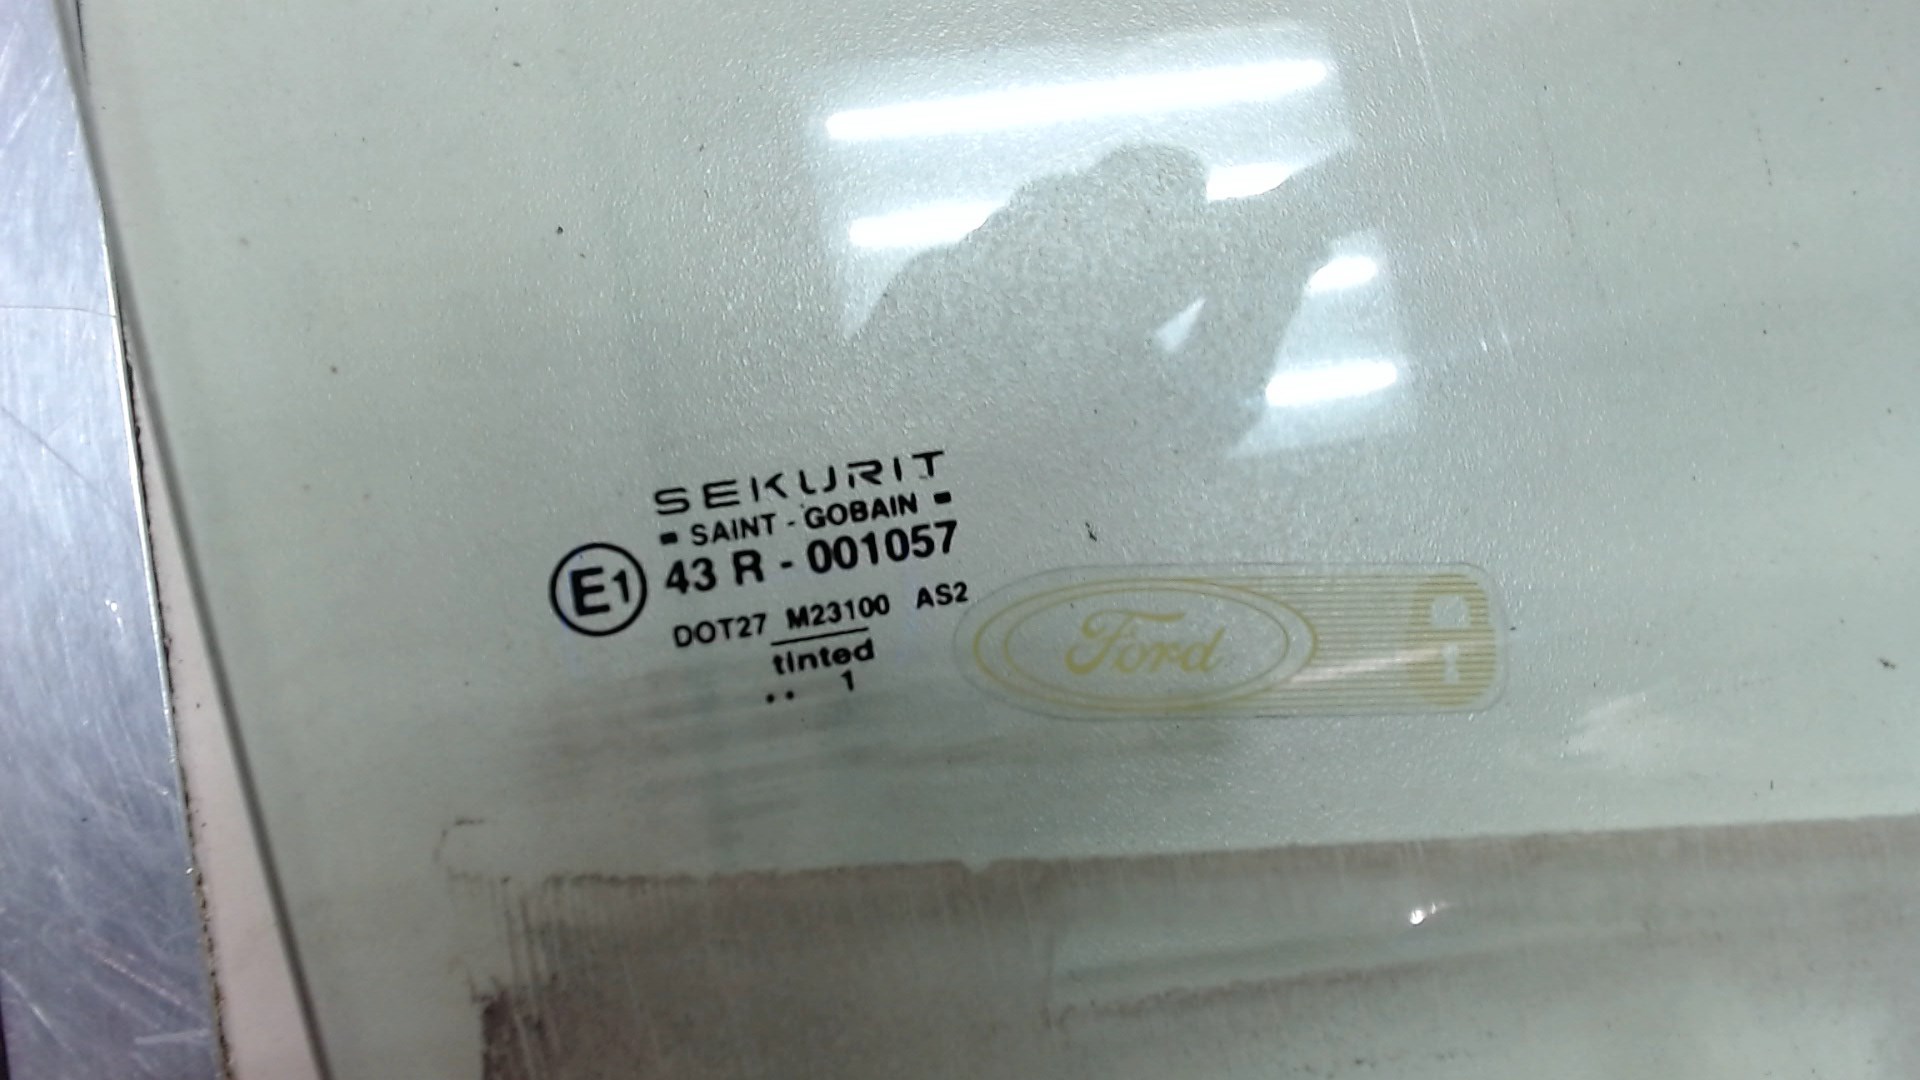 SEKURIT
SAINT - GOBAIN
E1 43 R - 001057
DOT27 M23100 AS2
tinted
.. 1
Ford